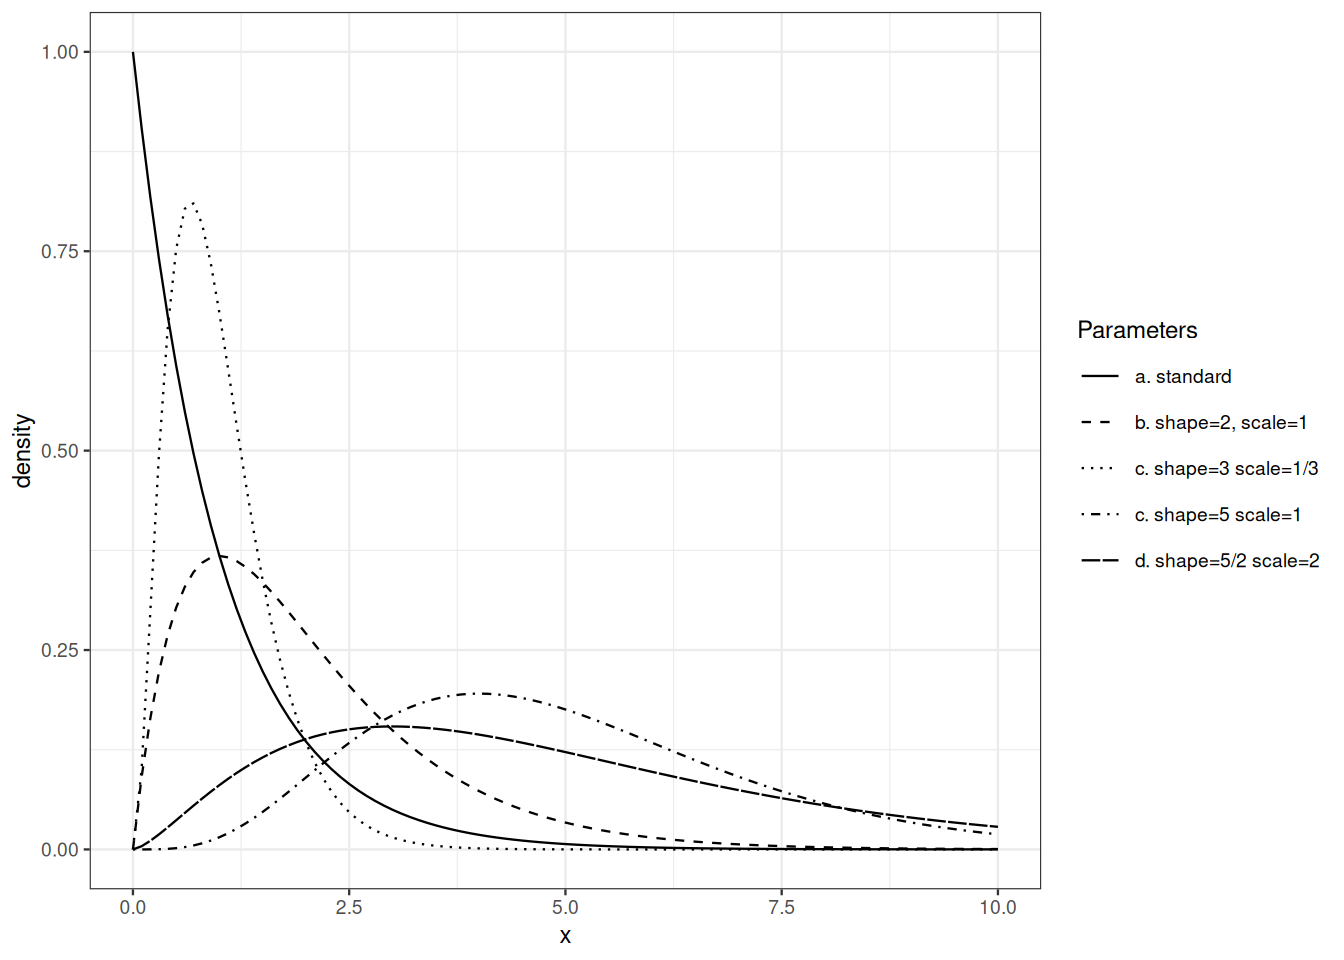 1.00
0.75
0.50
0.25
0.00
density
0.0
2.5
5.0
7.5
10.0
x
Parameters
a. standard
b. shape=2, scale=1
c. shape=3 scale=1/3
c. shape=5 scale=1
d. shape=5/2 scale=2